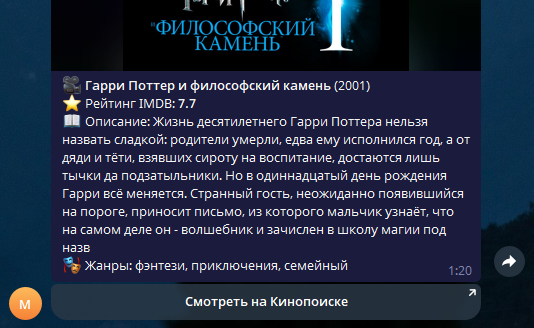 И ФИЛОСОФСКИЙ
КАМЕНЬ
Гарри Поттер и философский камень (2001)
Рейтинг IMDB: 7.7
Описание: Жизнь десятилетнего Гарри Поттера нельзя
назвать сладкой: родители умерли, едва ему исполнился год, а от
дяди и тёти, взявших сироту на воспитание, достаются лишь
тычки да подзатыльники. Но в одиннадцатый день рождения
Гарри всё меняется. Странный гость, неожиданно появившийся
на пороге, приносит письмо, из которого мальчик узнаёт, что
на самом деле он - волшебник и зачислен в школу магии под
назв
Жанры: фэнтези, приключения, семейный
1:20
М
Смотреть на Кинопоиске